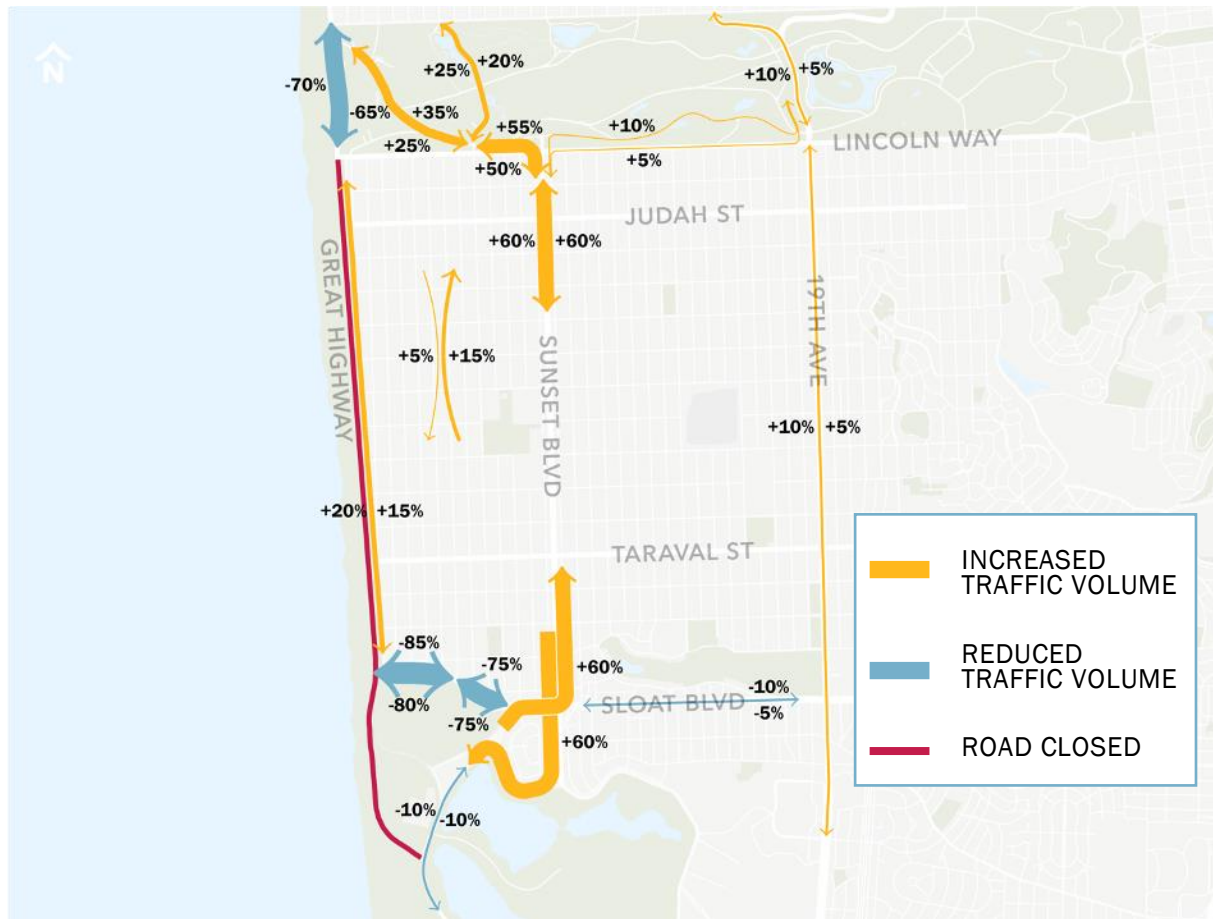 N
+20%
+25%
+5%
+10%
-70%
-65%
+35%
+55%
+10%
+25%
+50%
+5%
LINCOLN WAY
JUDAH ST
+60%
+60%
GREAT HIGHWAY
19TH AVE
+5%
+15%
SUNSET BLVD
+10%
+5%
+20%
+15%
TARAVAL ST
INCREASED
TRAFFIC VOLUME
-85%
-75%
+60%
REDUCED
TRAFFIC VOLUME
-80%
-75%
SLOAT BLVD
-10%
-5%
+60%
ROAD CLOSED
-10%
-10%